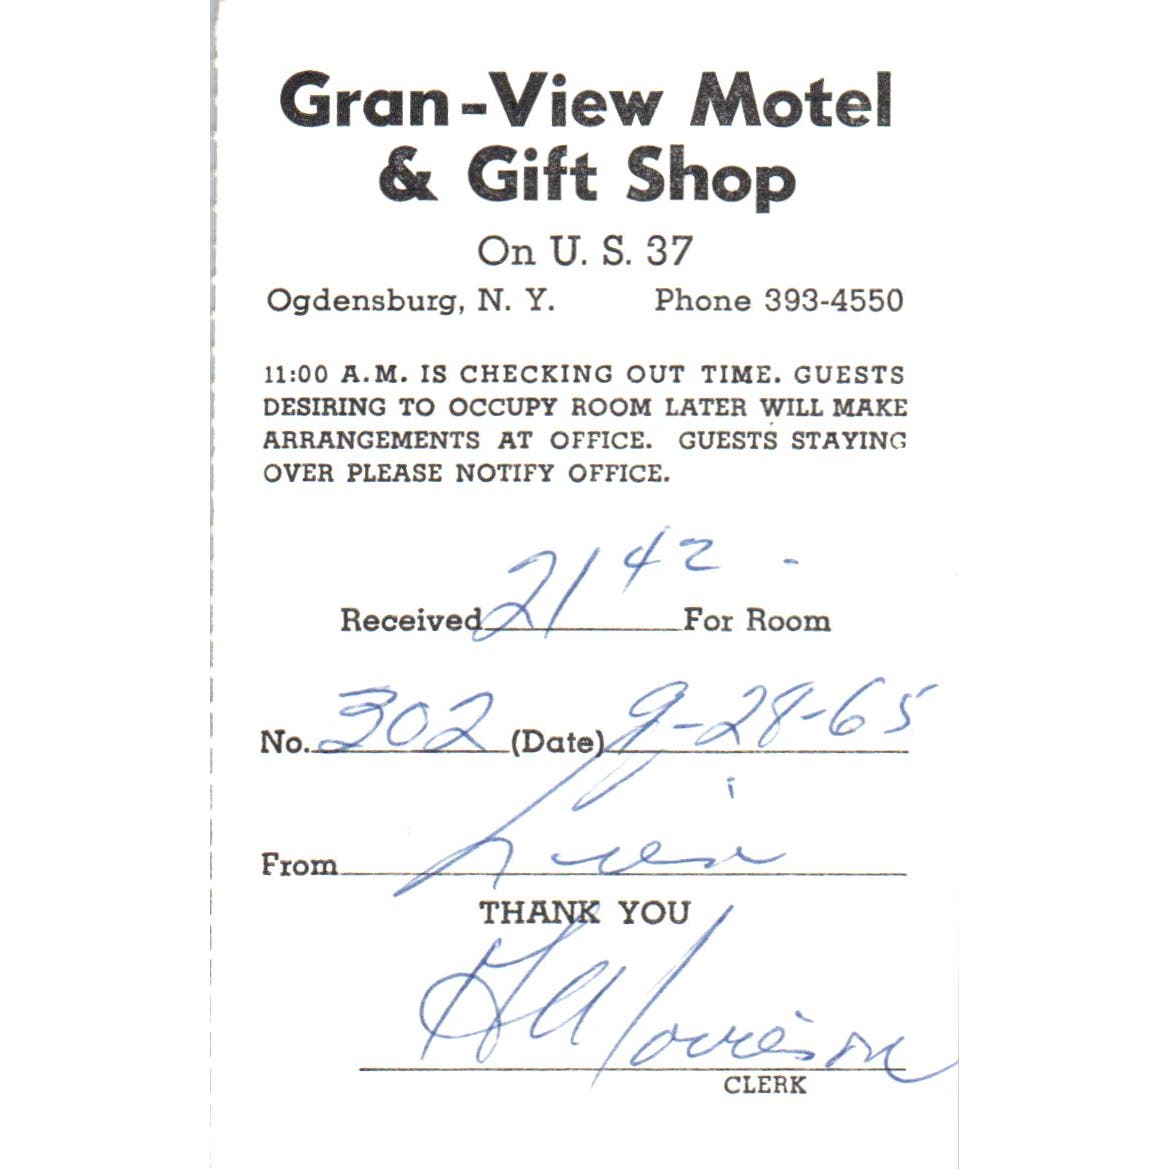 Gran-View Motel
& Gift Shop
On U. S. 37
Ogdensburg, N. Y. Phone 393-4550
11:00 A.M. IS CHECKING OUT TIME. GUESTS
DESIRING TO OCCUPY ROOM LATER WILL MAKE
ARRANGEMENTS AT OFFICE. GUESTS STAYING
OVER PLEASE NOTIFY OFFICE.
Received 21 42 - For Room
No. 302 (Date) 9-28-65
From
THANK YOU
Morrison
CLERK